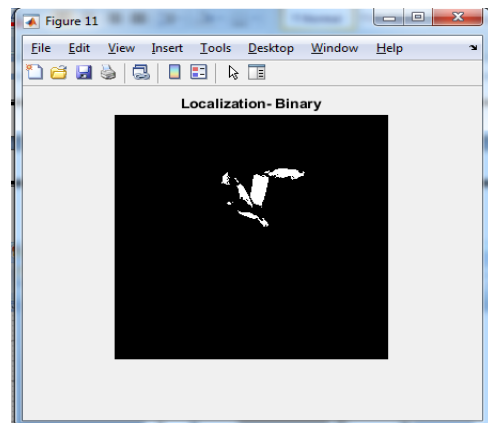 Figure 11
File Edit View Insert Tools Desktop Window Help
Localization- Binary